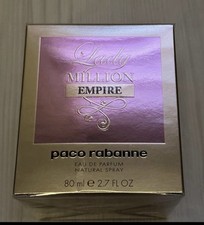 Lady
MILLION
EMPIRE
paco rabanne
EAU DE PARFUM
NATURAL SPRAY
80 ml e 2.7 FL OZ